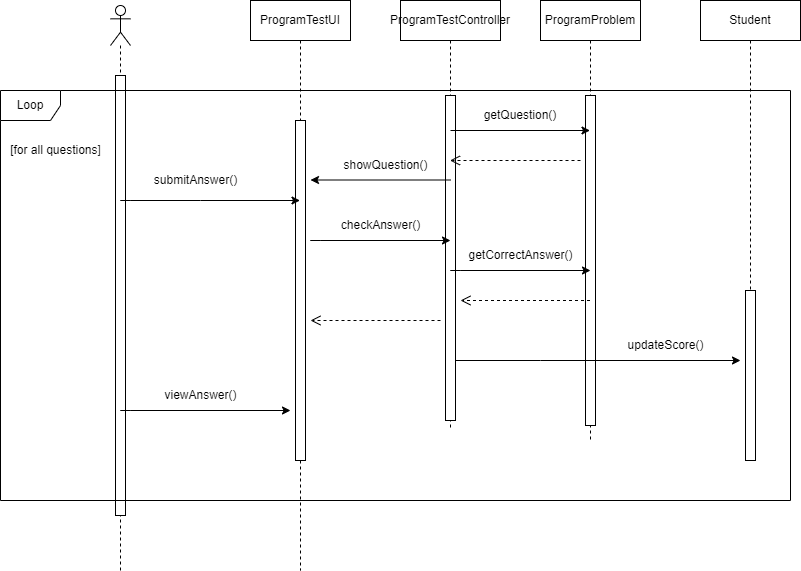 ProgramTestUI
ProgramTestController
ProgramProblem
Student
Loop
[for all questions]
getQuestion()
showQuestion()
submitAnswer()
checkAnswer()
getCorrectAnswer()
updateScore()
viewAnswer()